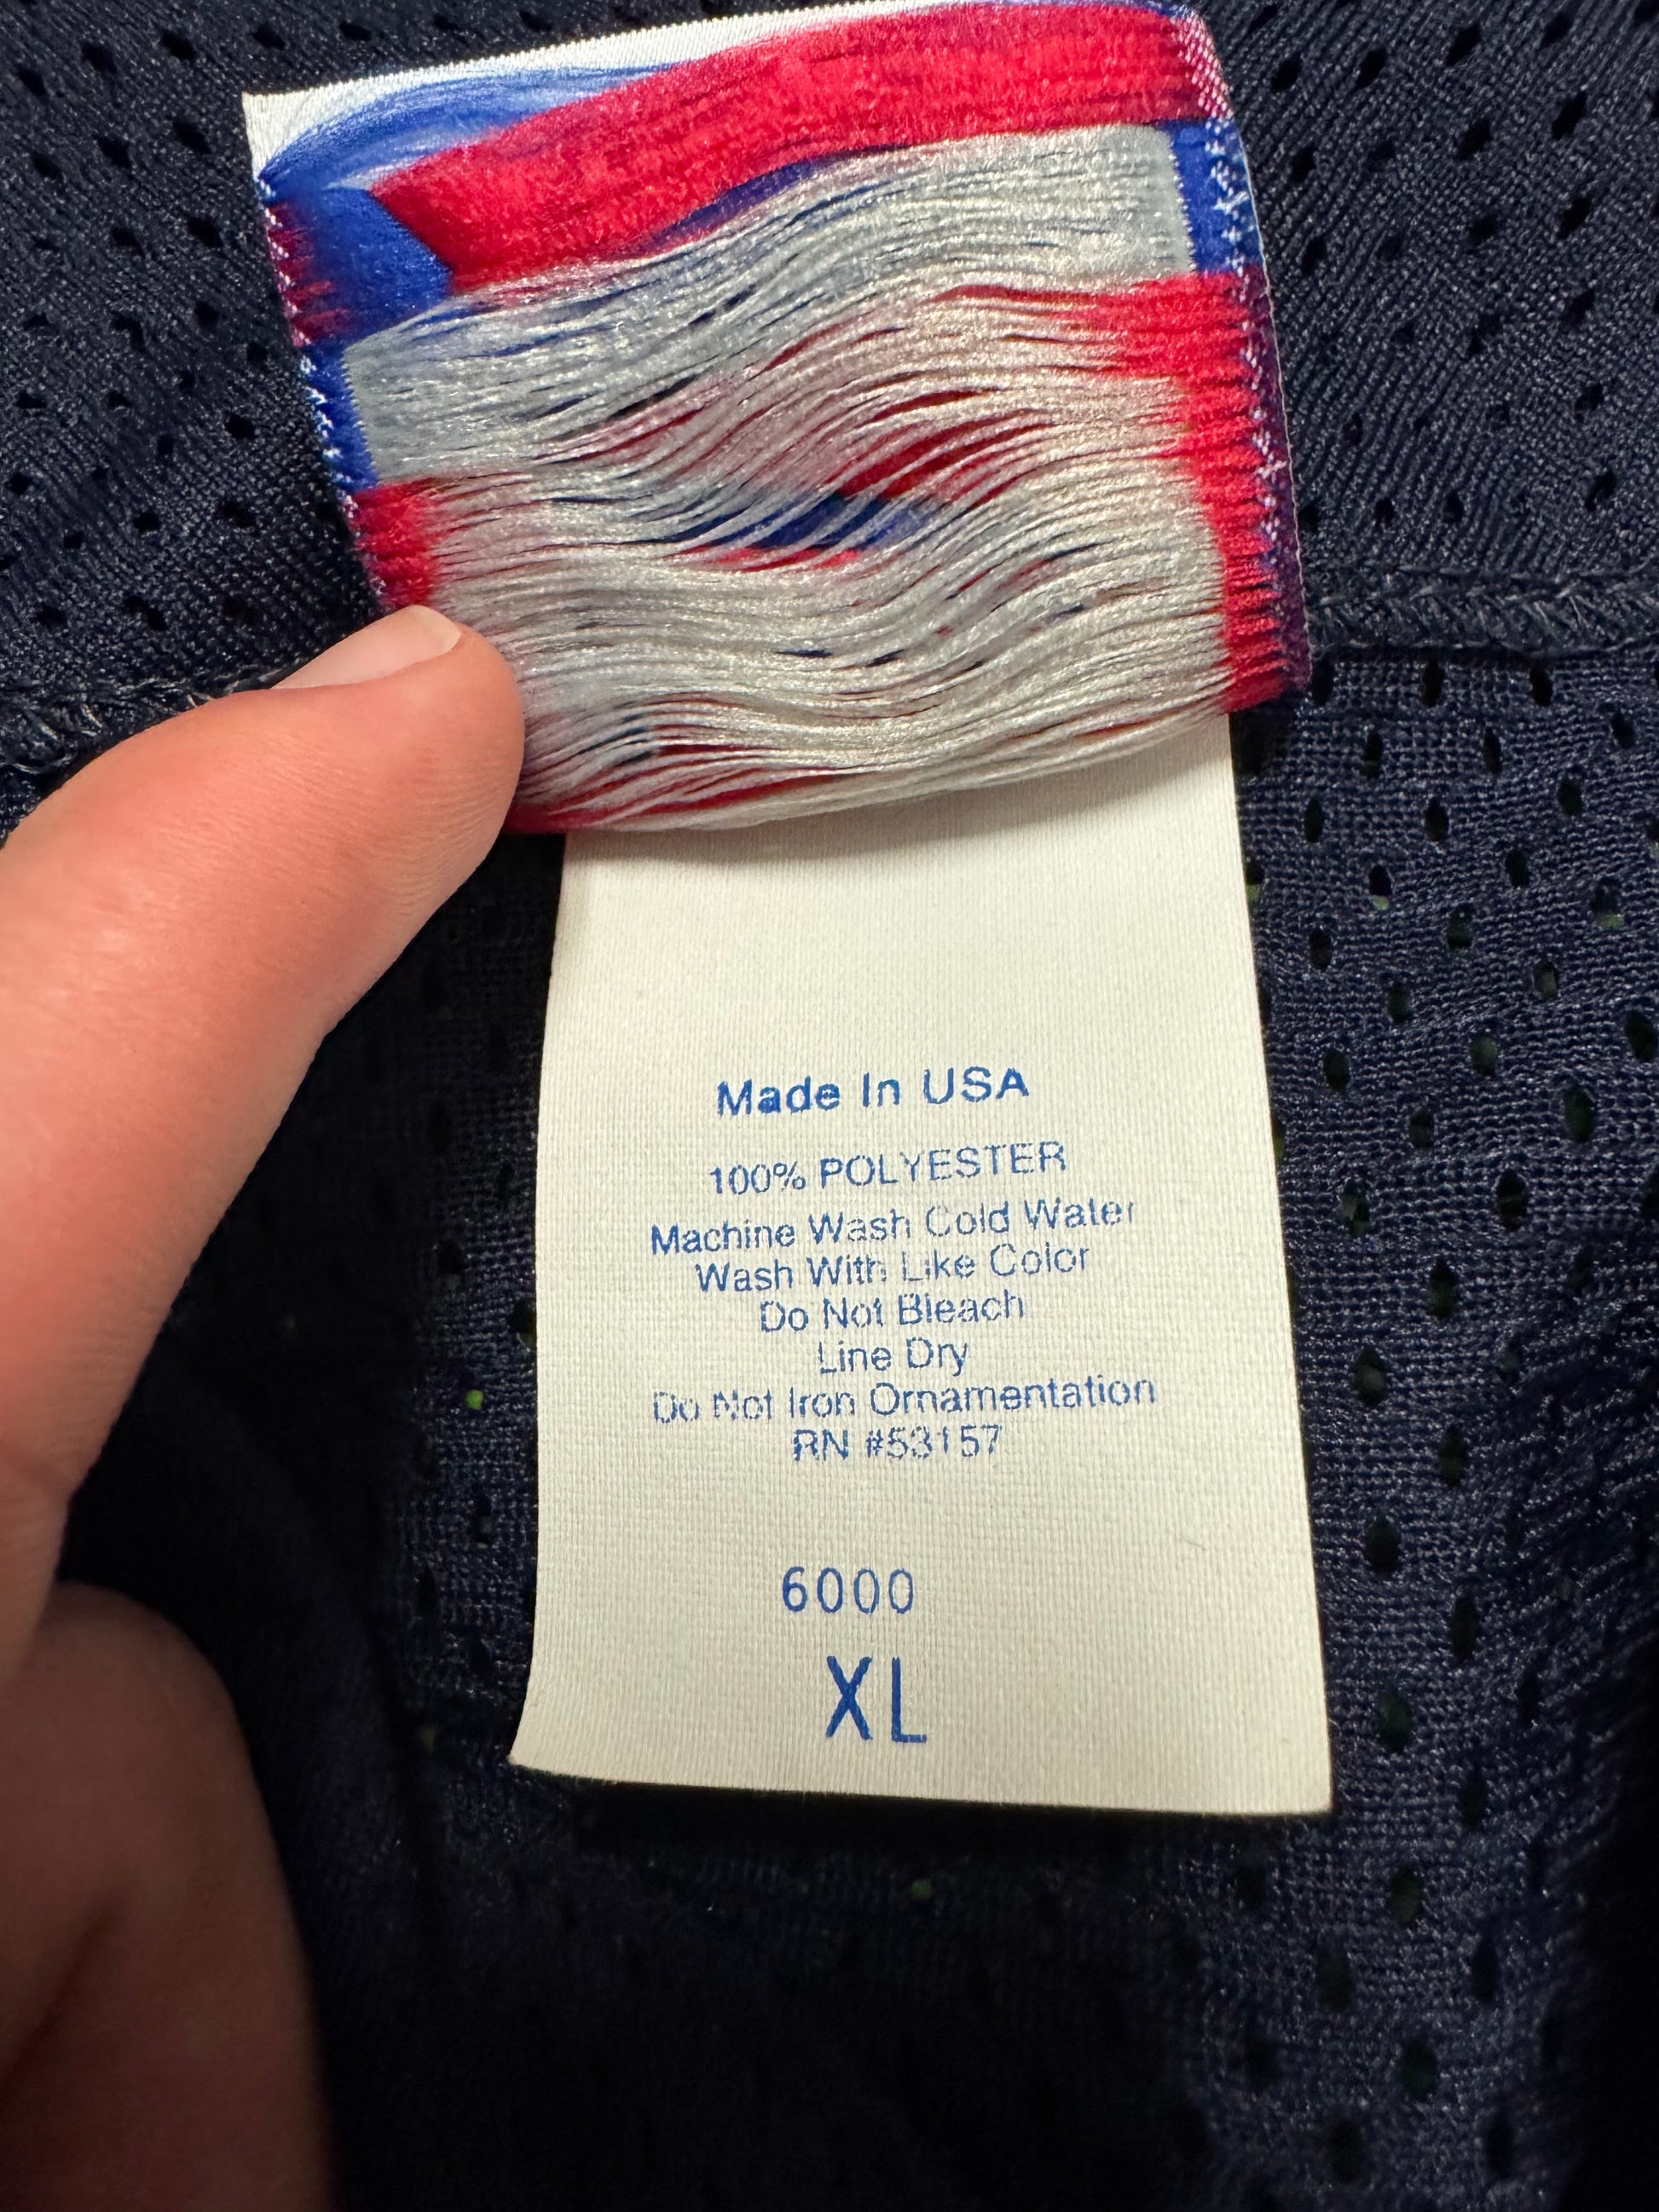 Made In USA
100% POLYESTER
Machine Wash Cold Water
Wash With Like Color
Do Not Bleach
Line Dry
Do Not Iron Ornamentation
RN #53157
6000
XL